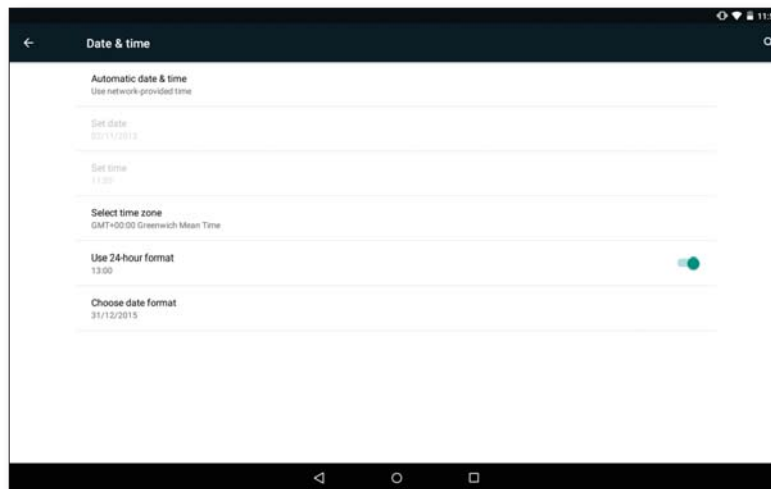 Date & time
Automatic date & time
Use network-provided time
Set date
Set time
Select time zone
GMT+00:00 Greenwich Mean Time
Use 24-hour format
13:00
Choose date format
31/12/2015